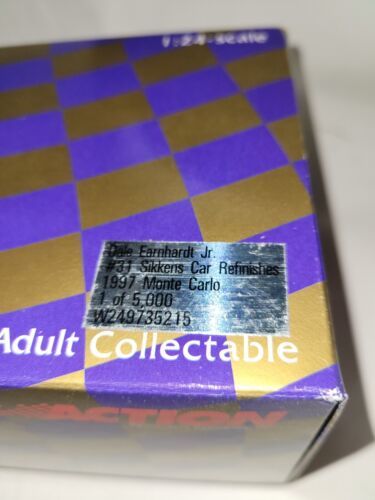 1:24-scale
Dale Earnhardt Jr.
#31 Sikkens Car Refinishes
1997 Monte Carlo
1 of 5,000
W249735215
Adult Collectable
ACTION